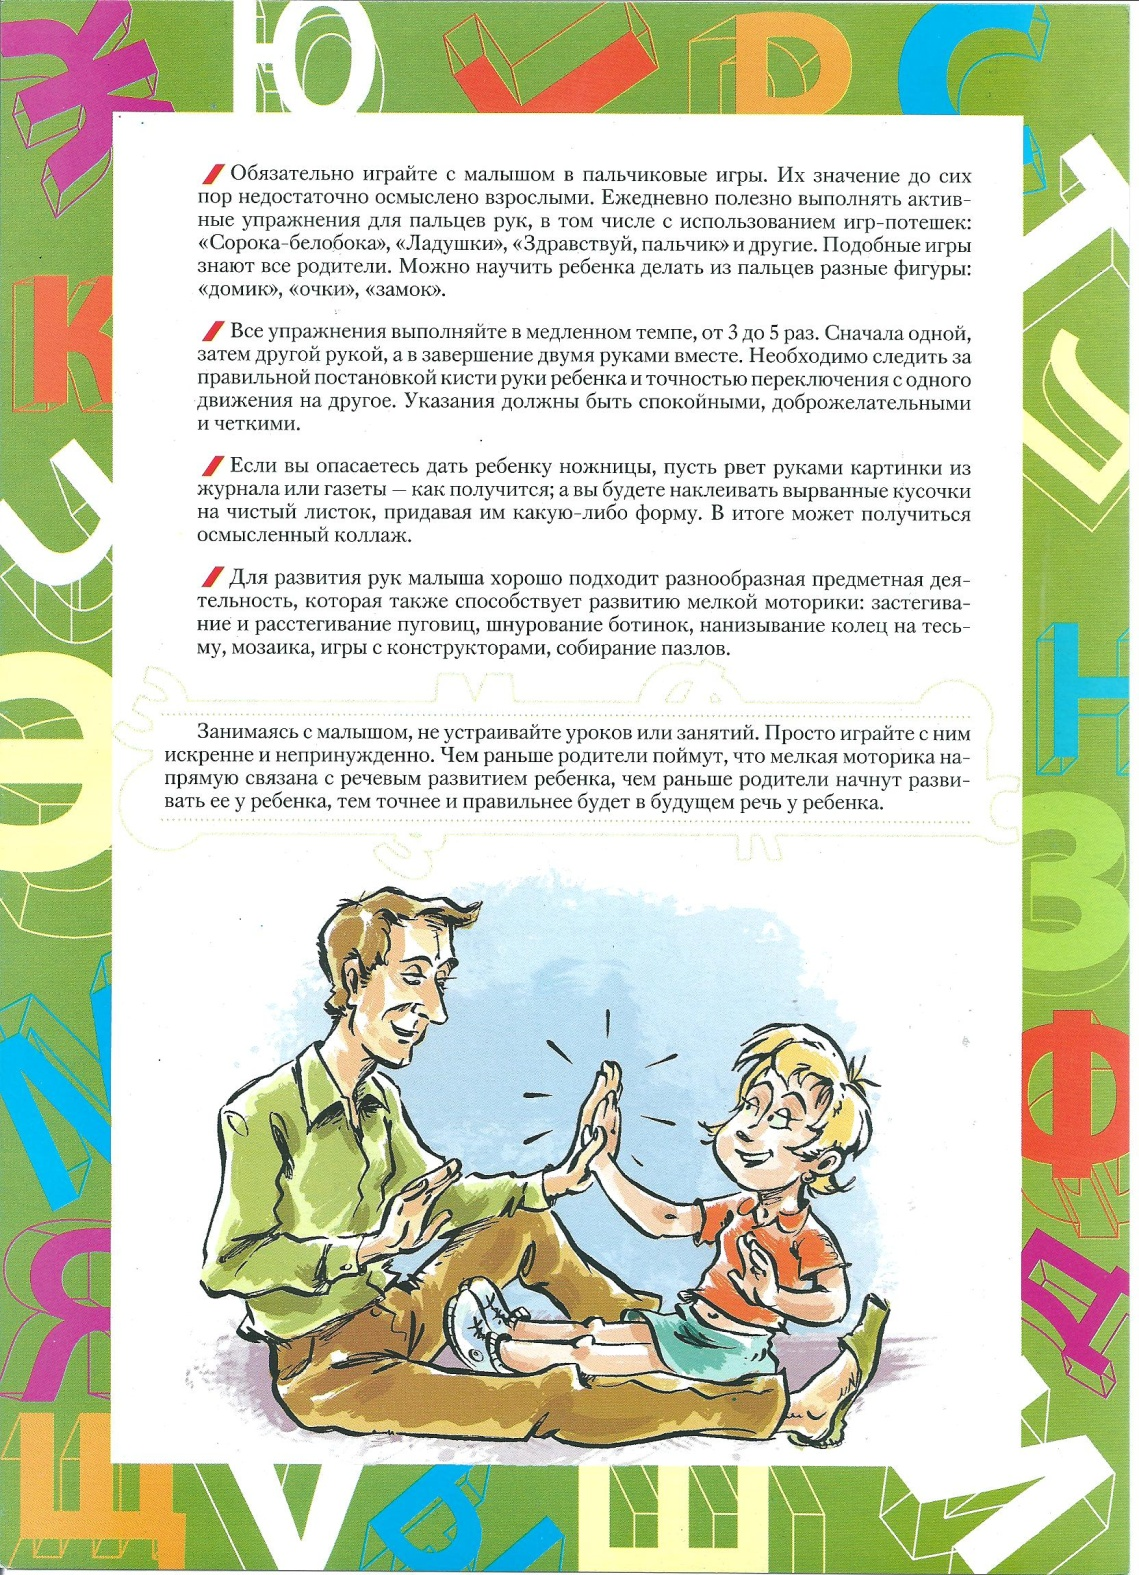 Обязательно играйте с малышом в пальчиковые игры. Их значение до сих
пор недостаточно осмыслено взрослыми. Ежедневно полезно выполнять актив-
ные упражнения для пальцев рук, в том числе с использованием игр-потешек:
«Сорока-белобока», «Ладушки», «Здравствуй, пальчик» и другие. Подобные игры
знают все родители. Можно научить ребенка делать из пальцев разные фигуры:
«домик», «очки», «замок».
Все упражнения выполняйте в медленном темпе, от 3 до 5 раз. Сначала одной,
затем другой рукой, а в завершение двумя руками вместе. Необходимо следить за
правильной постановкой кисти руки ребенка и точностью переключения с одного
движения на другое. Указания должны быть спокойными, доброжелательными
и четкими.
Если вы опасаетесь дать ребенку ножницы, пусть рвет руками картинки из
журнала или газеты – как получится; а вы будете наклеивать вырванные кусочки
на чистый листок, придавая им какую-либо форму. В итоге может получиться
осмысленный коллаж.
Для развития рук малыша хорошо подходит разнообразная предметная дея-
тельность, которая также способствует развитию мелкой моторики: застегива-
ние и расстегивание пуговиц, шнурование ботинок, нанизывание колец на тесь-
му, мозаика, игры с конструкторами, собирание пазлов.
Занимаясь с малышом, не устраивайте уроков или занятий. Просто играйте с ним
искренне и непринужденно. Чем раньше родители поймут, что мелкая моторика на-
прямую связана с речевым развитием ребенка, чем раньше родители начнут разви-
вать ее у ребенка, тем точнее и правильнее будет в будущем речь у ребенка.